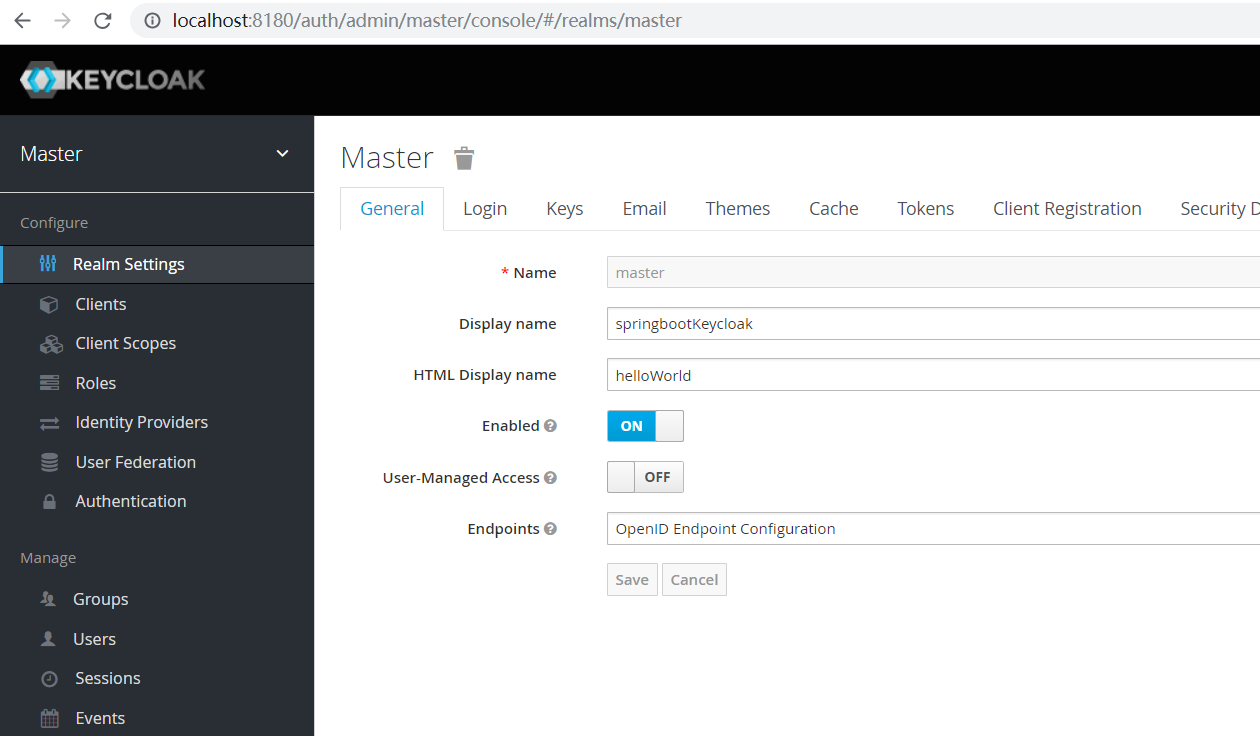 localhost:8180/auth/admin/master/console/#/realms/master
KEYCLOAK
Master
Configure
Realm Settings
Clients
Client Scopes
Roles
Identity Providers
User Federation
Authentication
Manage
Groups
Users
Sessions
Events
Master
General Login Keys Email Themes Cache Tokens Client Registration Security D
* Name master
Display name springbootKeycloak
HTML Display name helloWorld
Enabled ON
User-Managed Access OFF
Endpoints OpenID Endpoint Configuration
Save Cancel